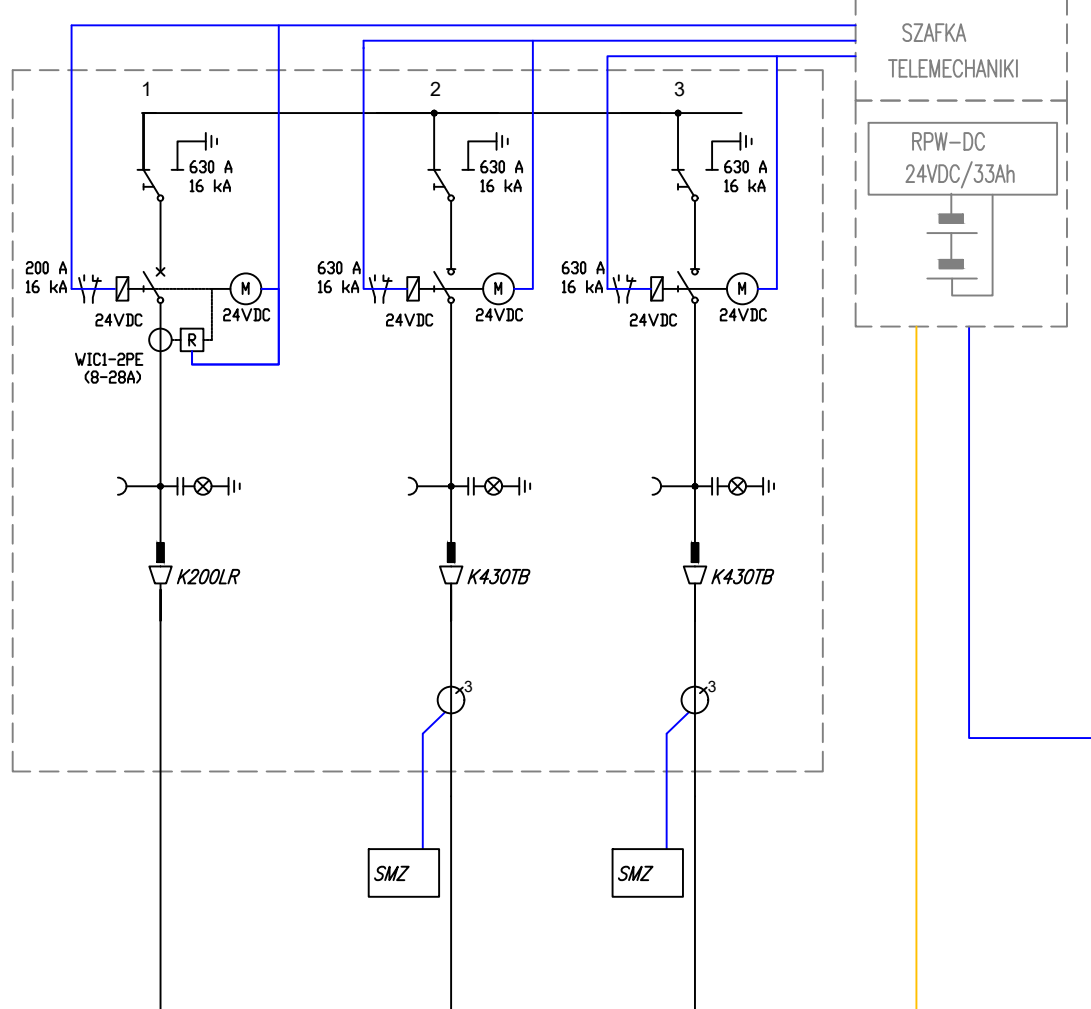 SZAFKA
TELEMECHANIKI
RPW-DC
24VDC/33Ah
1
2
3
630 A
16 kA
630 A
16 kA
630 A
16 kA
200 A
16 kA
M
24VDC
24VDC
630 A
16 kA
M
24VDC
24VDC
630 A
16 kA
M
24VDC
24VDC
R
WIC1-2PE
(8-28A)
K200LR
K430TB
K430TB
3
3
SMZ
SMZ